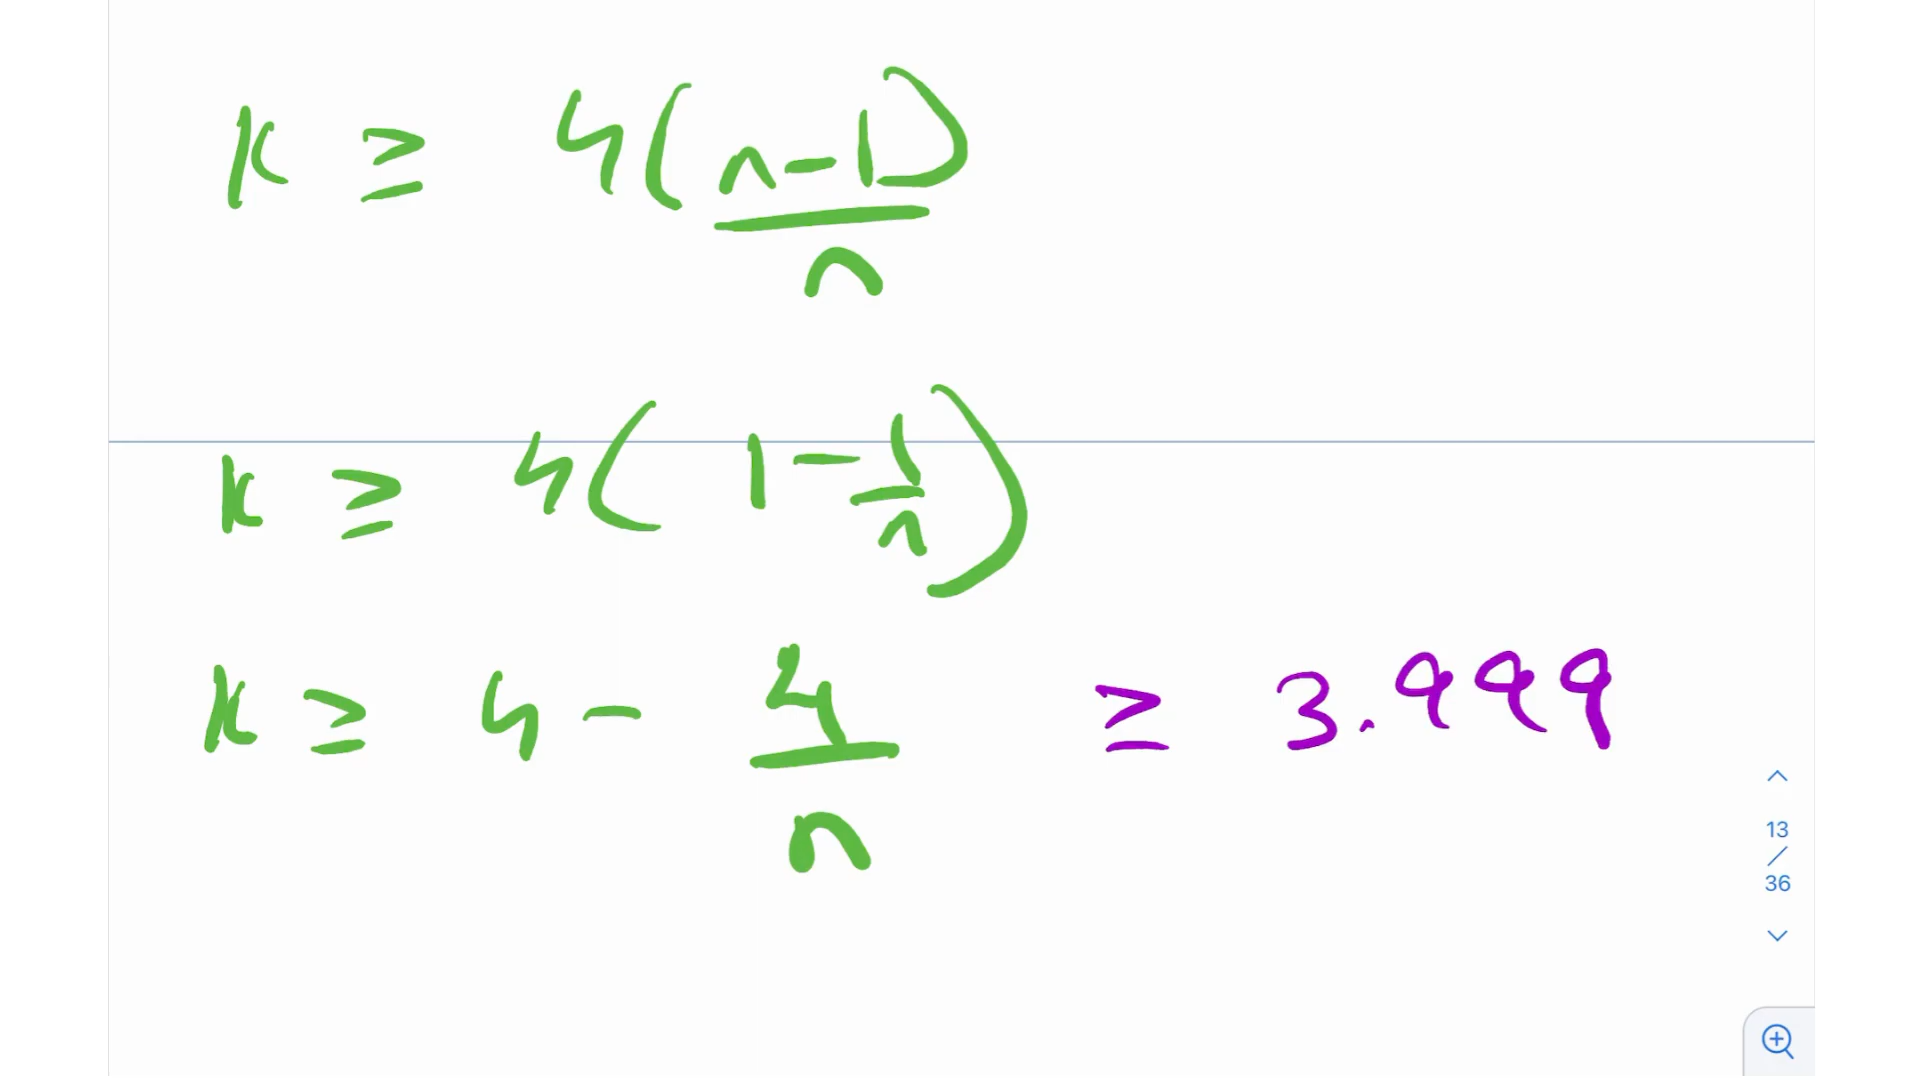 k ≥ 4(n-1)/n
k ≥ 4(1 - 1/n)
k ≥ 4 - 4/n ≥ 3.999
13
/
36